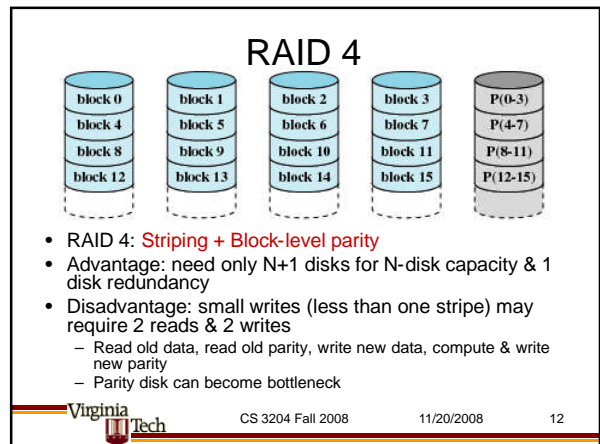 RAID 4
block 0 block 1 block 2 block 3 P(0-3)
block 4 block 5 block 6 block 7 P(4-7)
block 8 block 9 block 10 block 11 P(8-11)
block 12 block 13 block 14 block 15 P(12-15)
• RAID 4: Striping + Block-level parity
• Advantage: need only N+1 disks for N-disk capacity & 1
disk redundancy
• Disadvantage: small writes (less than one stripe) may
require 2 reads & 2 writes
– Read old data, read old parity, write new data, compute & write
new parity
– Parity disk can become bottleneck
Virginia Tech CS 3204 Fall 2008 11/20/2008 12